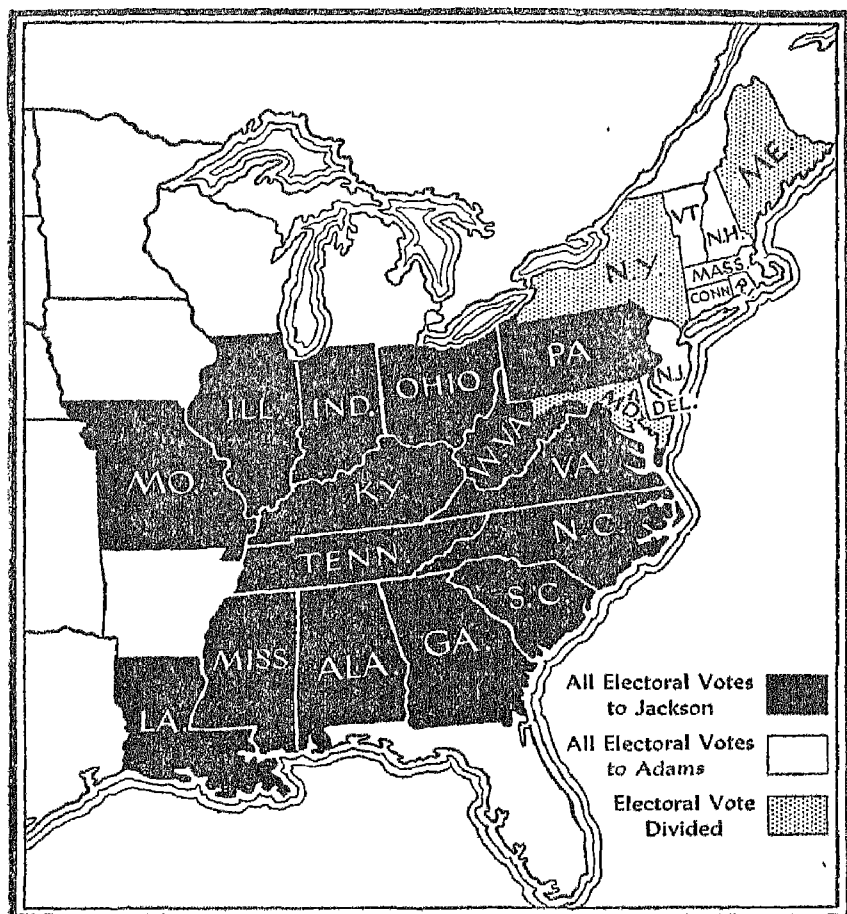 ME.
VT.
N.H.
N.Y.
MASS.
CONN.
R.I.
PA.
N.J.
OHIO
ILL.
IND.
MD.
DEL.
W.VA.
VA.
MO.
KY.
N.C.
TENN.
S.C.
MISS.
ALA.
GA.
LA.
All Electoral Votes
to Jackson
All Electoral Votes
to Adams
Electoral Vote
Divided